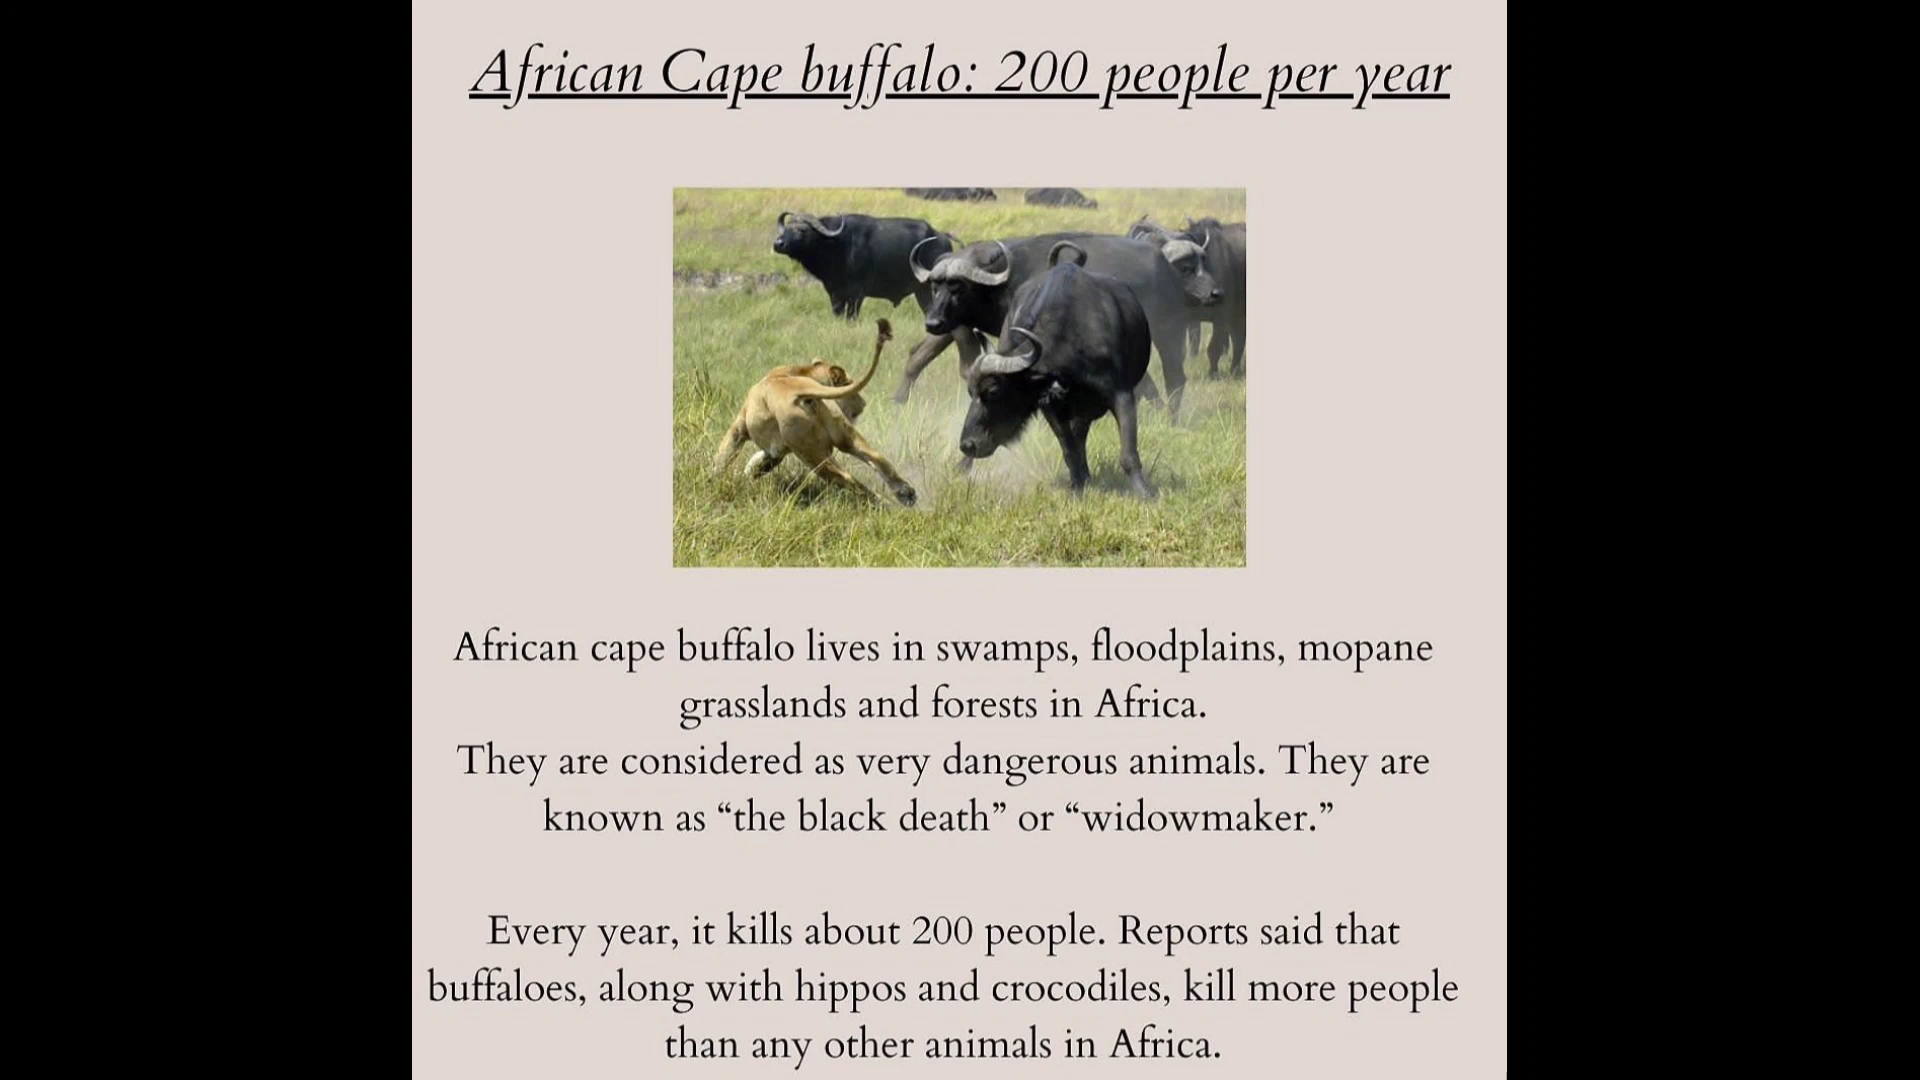 African Cape buffalo: 200 people per year
African cape buffalo lives in swamps, floodplains, mopane
grasslands and forests in Africa.
They are considered as very dangerous animals. They are
known as “the black death” or “widowmaker.”
Every year, it kills about 200 people. Reports said that
buffaloes, along with hippos and crocodiles, kill more people
than any other animals in Africa.